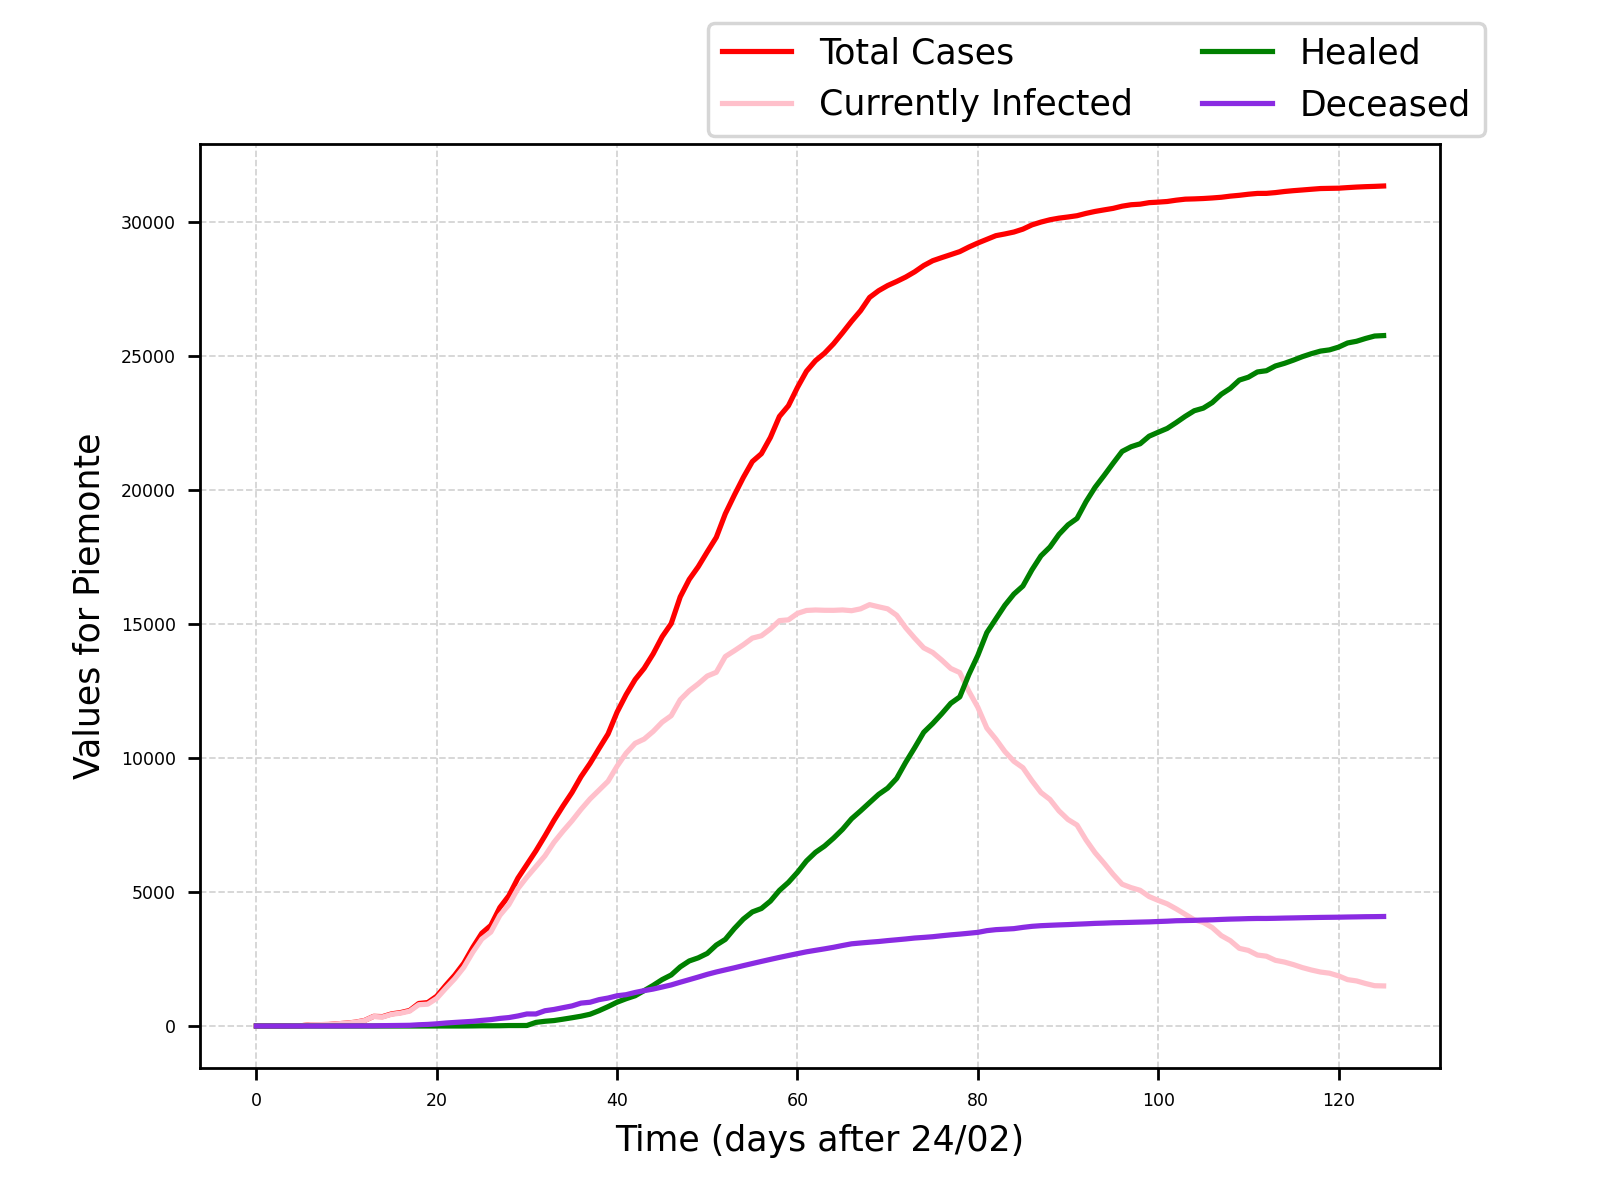 Total Cases
Currently Infected
Healed
Deceased
30000
25000
20000
15000
10000
5000
0
Values for Piemonte
0 20 40 60 80 100 120
Time (days after 24/02)